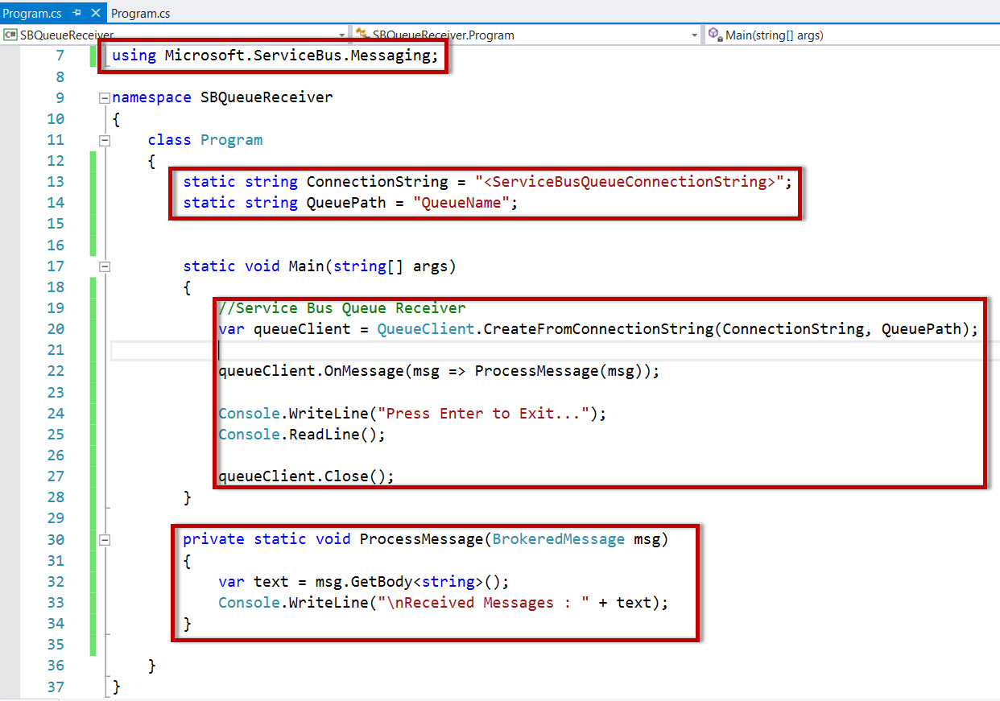 Program.cs Program.cs
SBQueueReceiver SBQueueReceiver.Program Main(string[] args)
7 using Microsoft.ServiceBus.Messaging;
8
9 namespace SBQueueReceiver
10 {
11 class Program
12 {
13 static string ConnectionString = "<ServiceBusQueueConnectionString>";
14 static string QueuePath = "QueueName";
15
16
17 static void Main(string[] args)
18 {
19 //Service Bus Queue Receiver
20 var queueClient = QueueClient.CreateFromConnectionString(ConnectionString, QueuePath);
21
22 queueClient.OnMessage(msg => ProcessMessage(msg));
23
24 Console.WriteLine("Press Enter to Exit...");
25 Console.ReadLine();
26
27 queueClient.Close();
28 }
29
30 private static void ProcessMessage(BrokeredMessage msg)
31 {
32 var text = msg.GetBody<string>();
33 Console.WriteLine("\nReceived Messages : " + text);
34 }
35
36 }
37 }